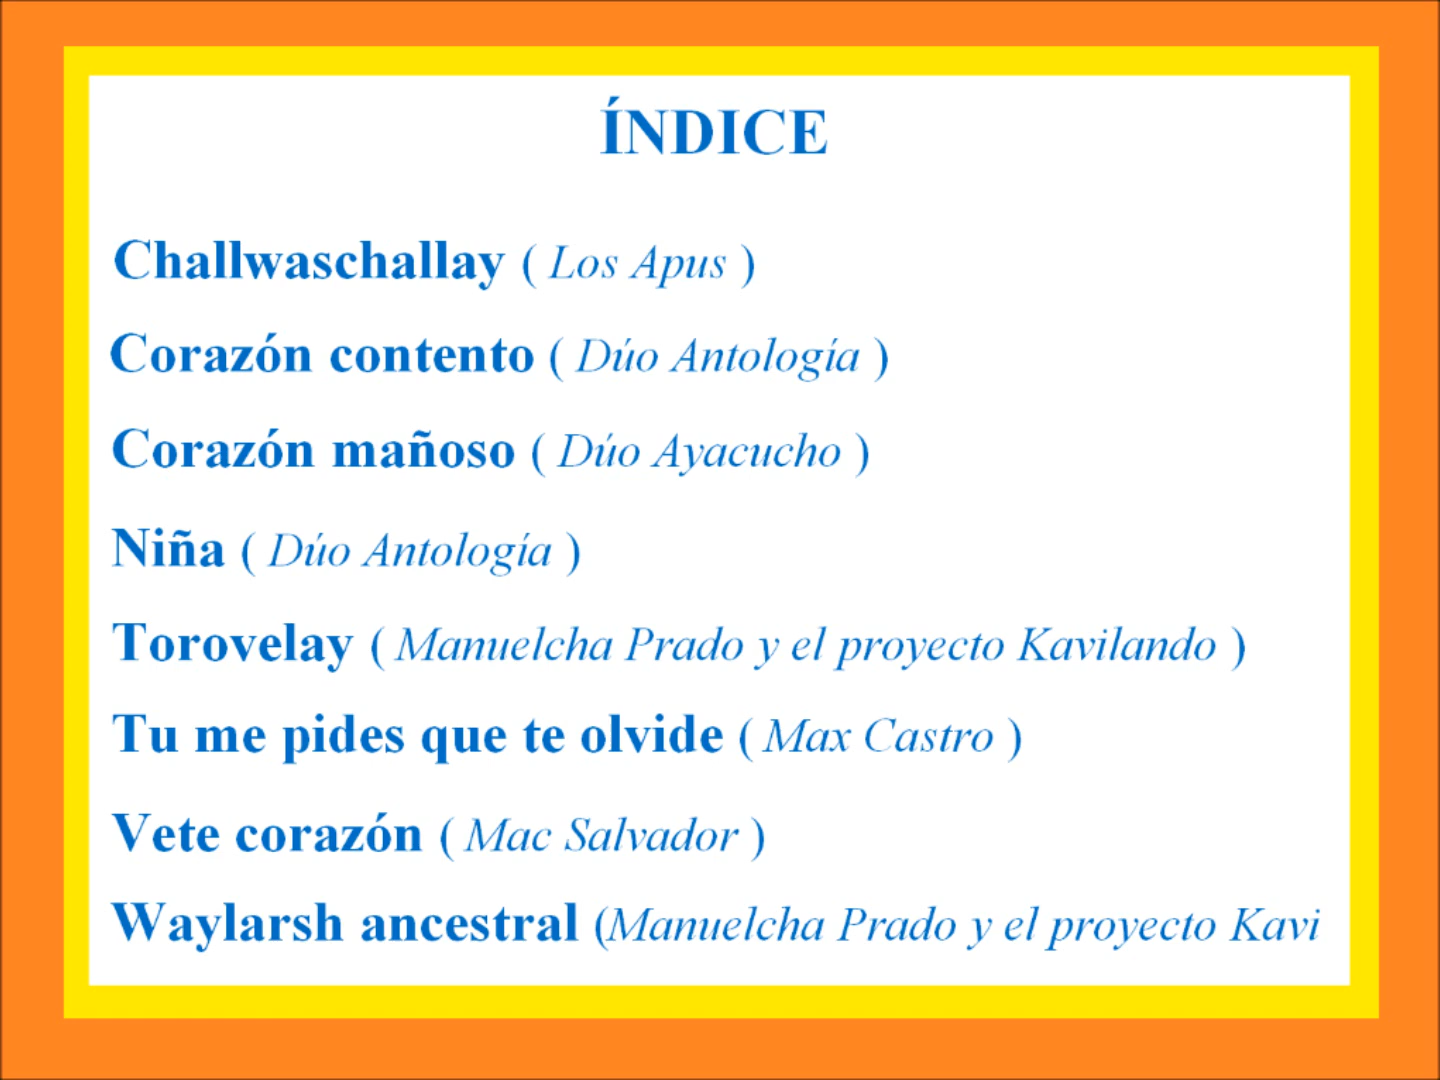 ÍNDICE
Challwaschallay ( Los Apus )
Corazón contento ( Dúo Antología )
Corazón mañoso ( Dúo Ayacucho )
Niña ( Dúo Antología )
Torovelay ( Manuelcha Prado y el proyecto Kavilando )
Tu me pides que te olvide ( Max Castro )
Vete corazón ( Mac Salvador )
Waylarsh ancestral (Manuelcha Prado y el proyecto Kavi